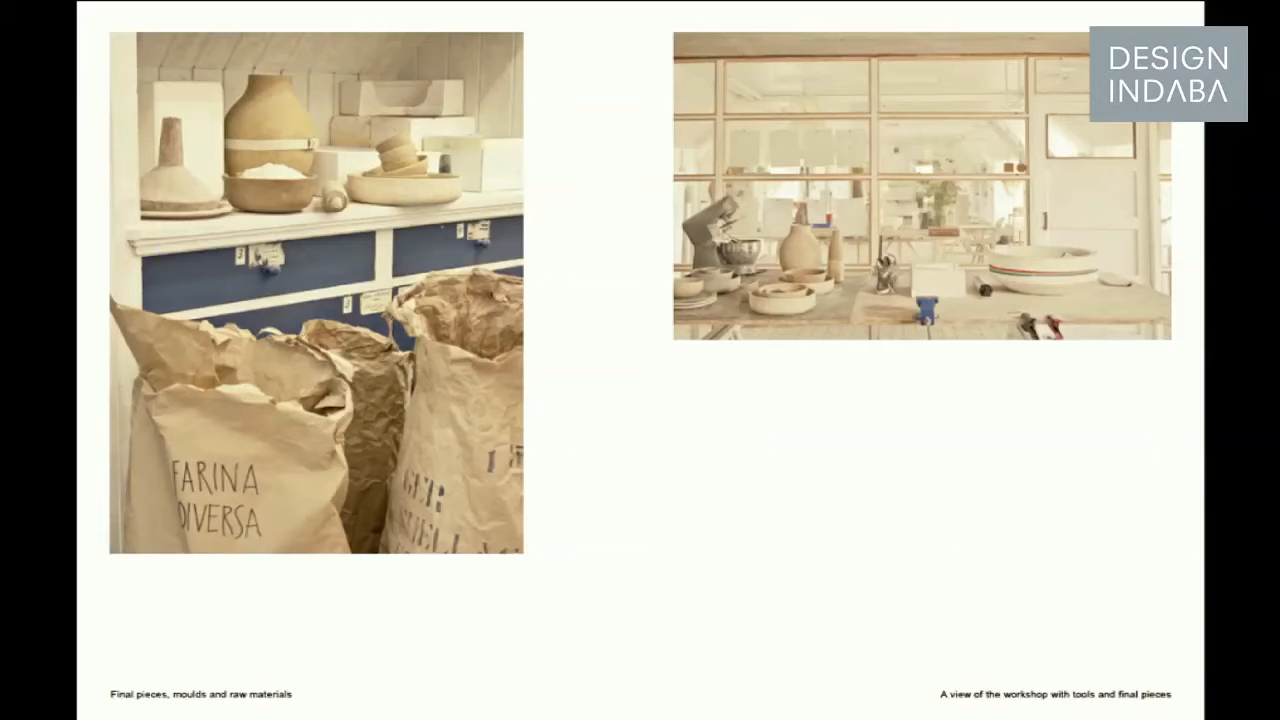 DESIGN
INDABA
FARINA
DIVERSA
Final pieces, moulds and raw materials
A view of the workshop with tools and final pieces